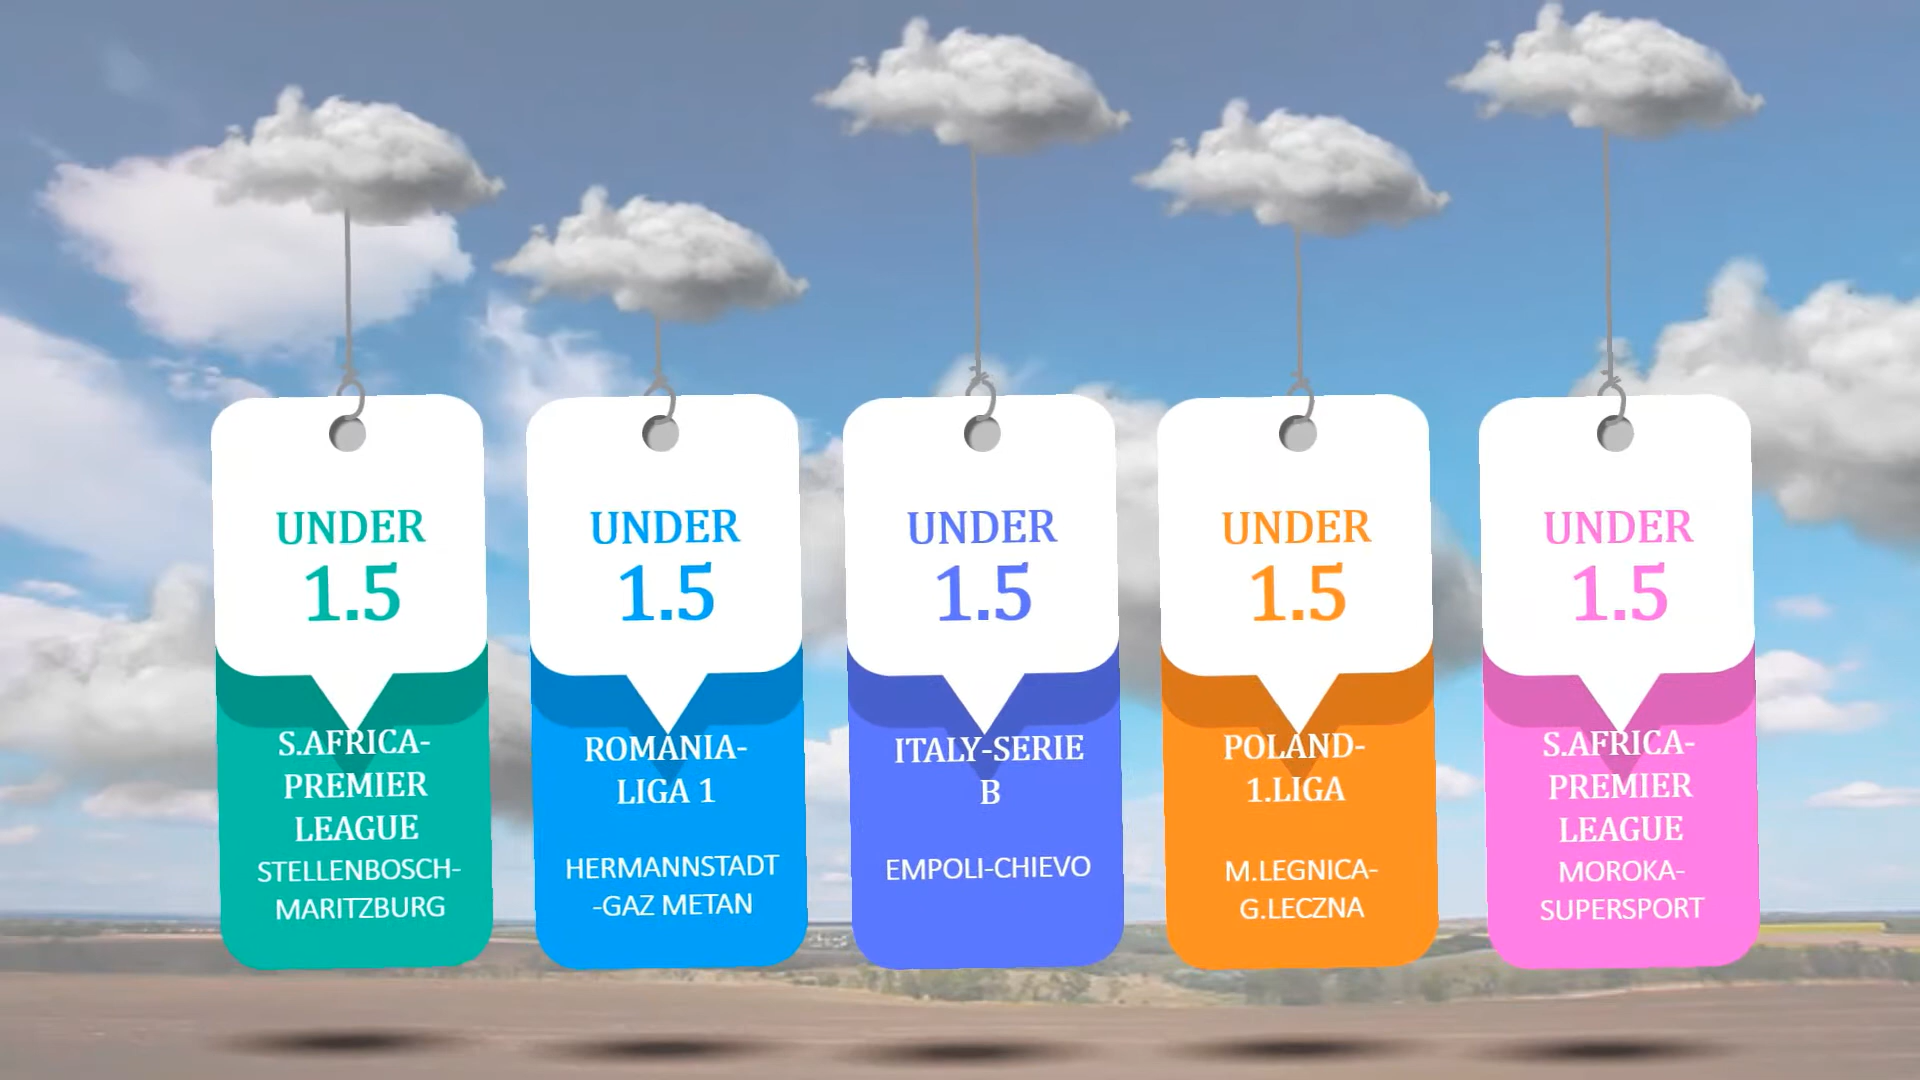 UNDER
1.5
S.AFRICA-
PREMIER
LEAGUE
STELLENBOSCH-
MARITZBURG
UNDER
1.5
ROMANIA-
LIGA 1
HERMANNSTADT
-GAZ METAN
UNDER
1.5
ITALY-SERIE
B
EMPOLI-CHIEVO
UNDER
1.5
POLAND-
1.LIGA
M.LEGNICA-
G.LECZNA
UNDER
1.5
S.AFRICA-
PREMIER
LEAGUE
MOROKA-
SUPERSPORT